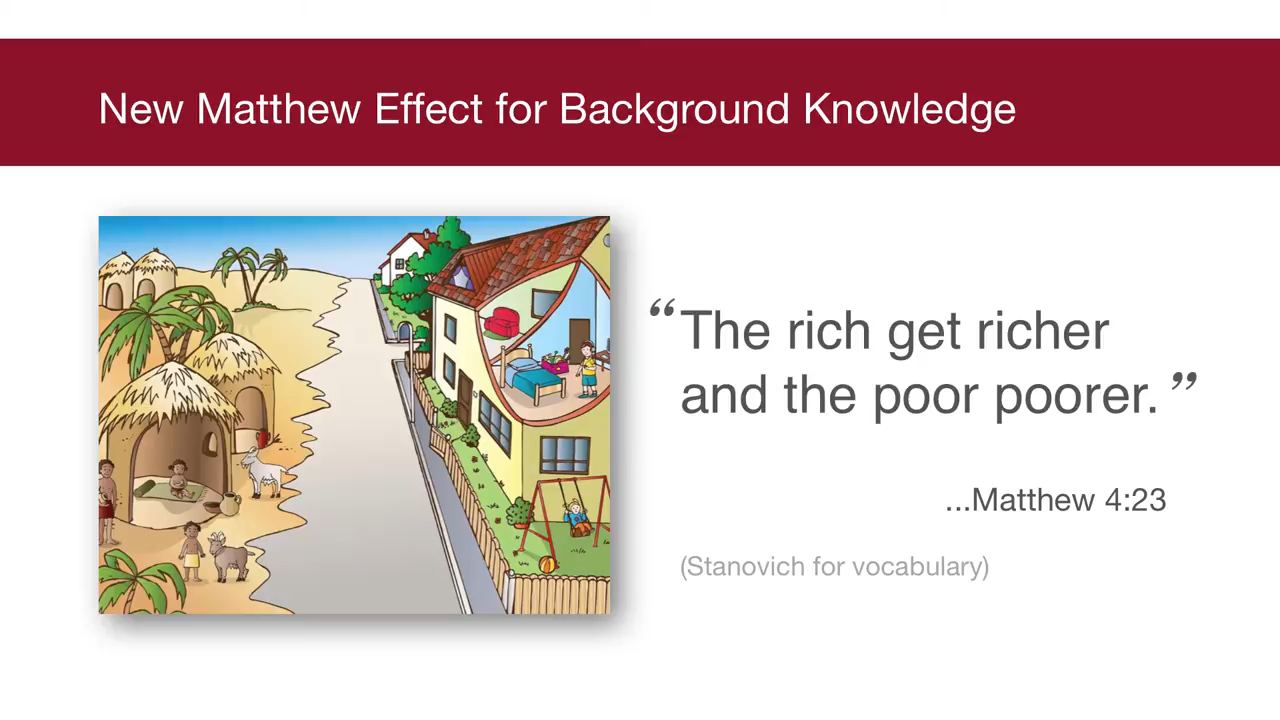 New Matthew Effect for Background Knowledge
“The rich get richer
and the poor poorer.”
...Matthew 4:23
(Stanovich for vocabulary)